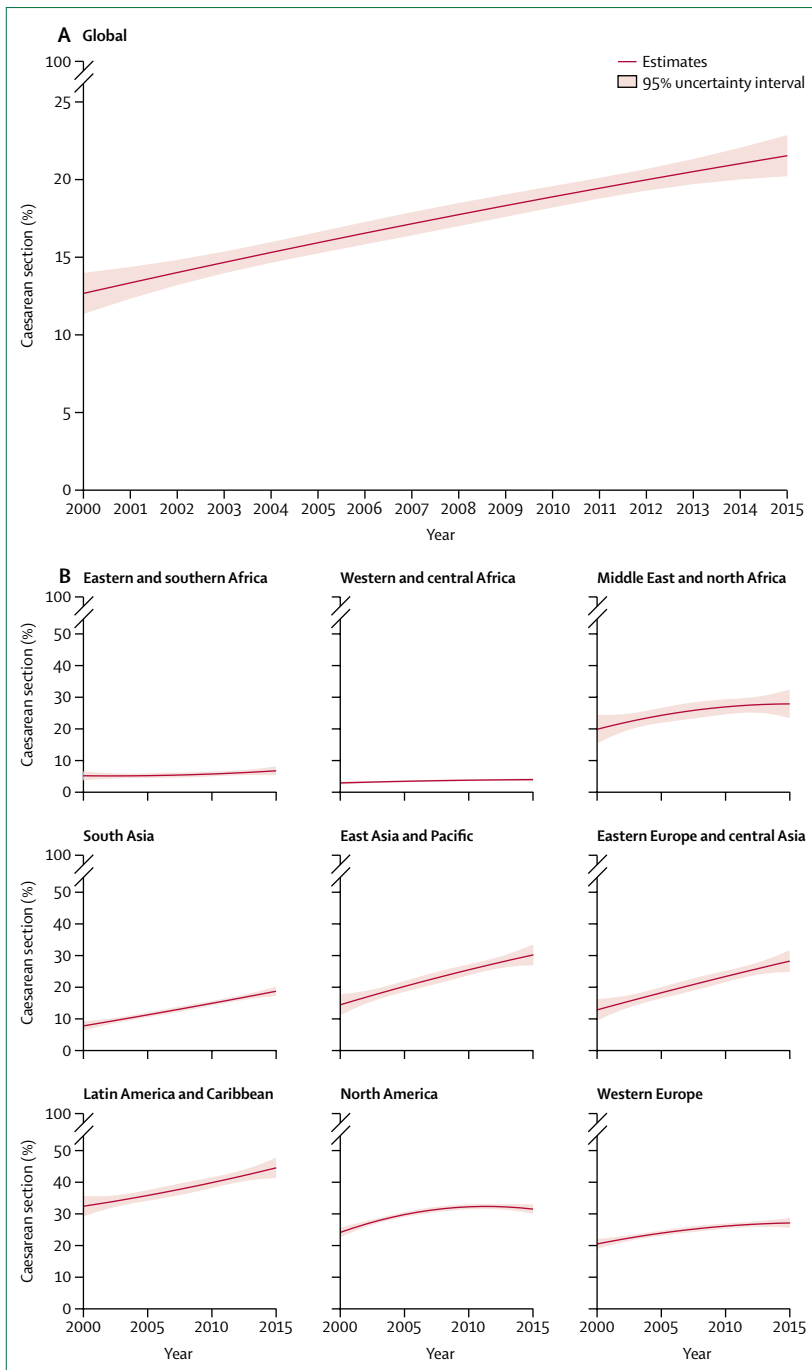 A Global
100
Estimates
95% uncertainty interval
25
20
15
10
5
0
Caesarean section (%)
2000 2001 2002 2003 2004 2005 2006 2007 2008 2009 2010 2011 2012 2013 2014 2015
Year
B
Eastern and southern Africa Western and central Africa Middle East and north Africa
100
50
40
30
20
10
0
Caesarean section (%)
South Asia East Asia and Pacific Eastern Europe and central Asia
100
50
40
30
20
10
0
Caesarean section (%)
Latin America and Caribbean North America Western Europe
100
50
40
30
20
10
0
Caesarean section (%)
2000 2005 2010 2015 2000 2005 2010 2015 2000 2005 2010 2015
Year Year Year